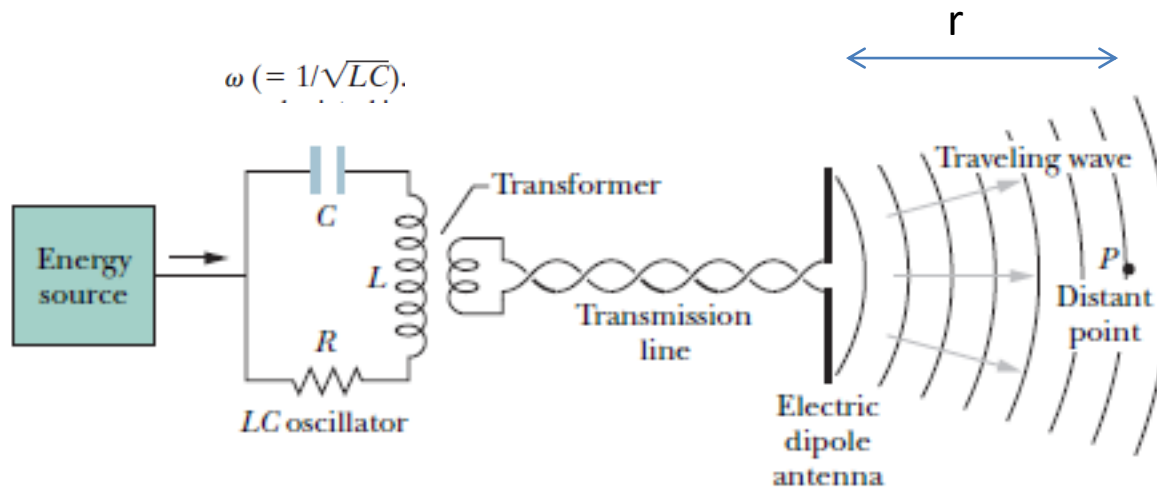 r
ω (= 1/√LC).
Traveling wave
Transformer
C
Energy
source
L
P
Distant
point
Transmission
line
R
LC oscillator
Electric
dipole
antenna